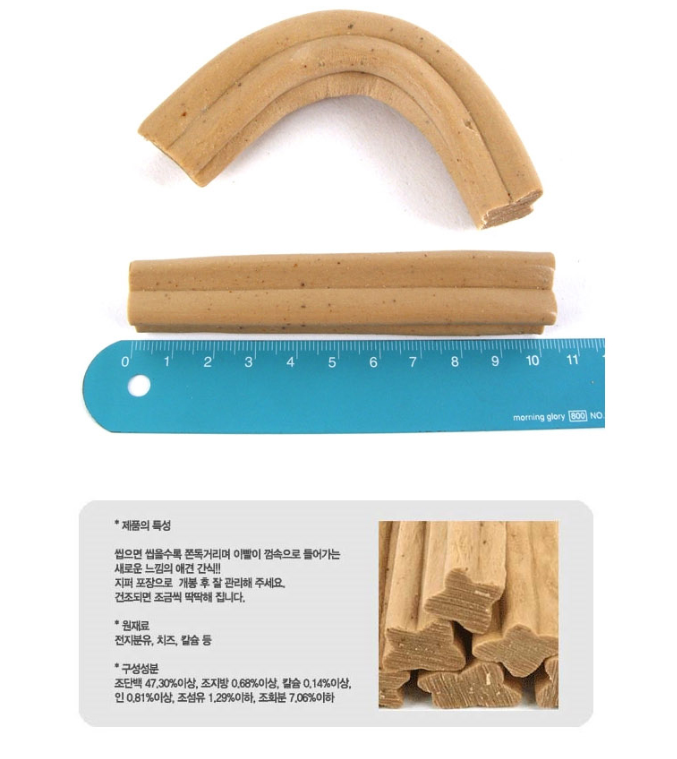 0 1 2 3 4 5 6 7 8 9 10 11
morning glory 600 NO.
* 제품의 특성
씹으면 씹을수록 쫀독거리며 이빨이 껌속으로 들어가는
새로운 느낌의 애견 간식!!
지퍼 포장으로 개봉 후 잘 관리해 주세요.
건조되면 조금씩 딱딱해 집니다.
* 원재료
전지분유, 치즈, 칼슘 등
* 구성성분
조단백 47.30%이상, 조지방 0.68%이상, 칼슘 0.14%이상,
인 0.81%이상, 조섬유 1.29%이하, 조회분 7.06%이하